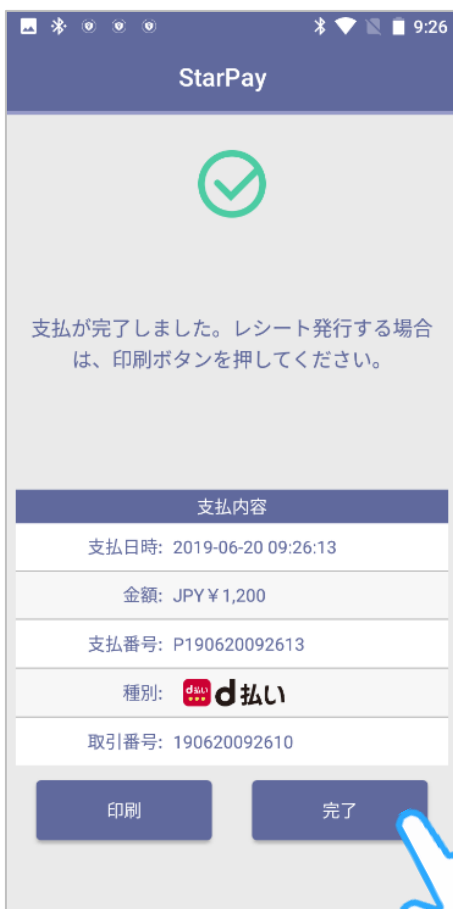 9:26
StarPay
支払が完了しました。レシート発行する場合
は、印刷ボタンを押してください。
支払内容
支払日時: 2019-06-20 09:26:13
金額: JPY￥1,200
支払番号: P190620092613
種別: d払い d払い
取引番号: 190620092610
印刷 完了